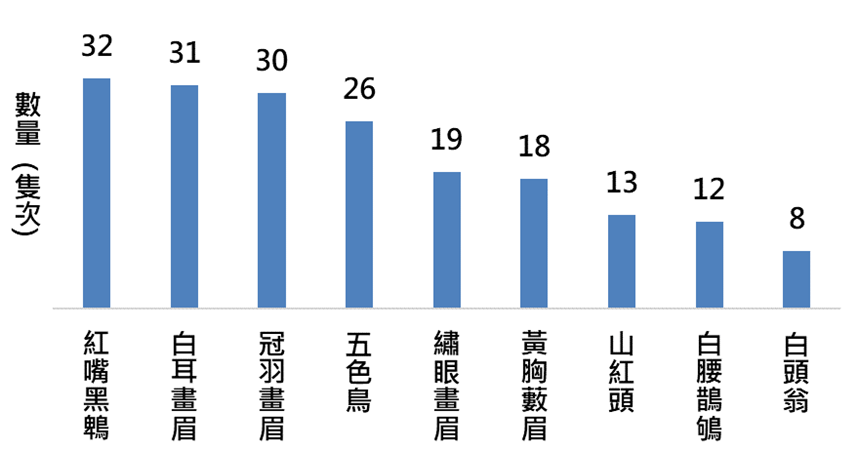 數量(隻次)
32
31
30
26
19
18
13
12
8
紅嘴黑鵯
白耳畫眉
冠羽畫眉
五色鳥
繡眼畫眉
黃胸藪眉
山紅頭
白腰鵲鴝
白頭翁